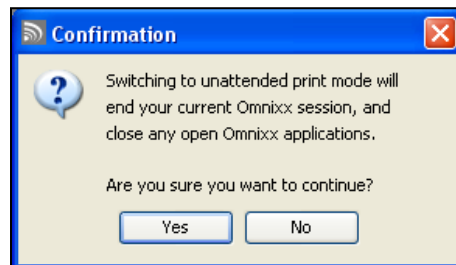 Confirmation
Switching to unattended print mode will
end your current Omnixx session, and
close any open Omnixx applications.
Are you sure you want to continue?
Yes No